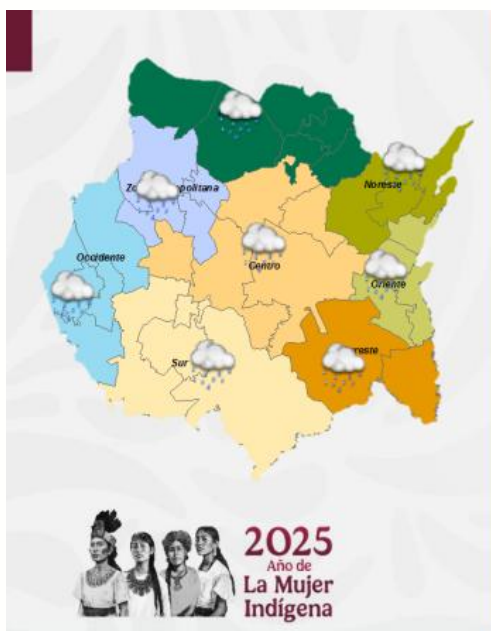 Noreste
Occidente
Centro
Oriente
Sur
2025
Año de
La Mujer
Indígena